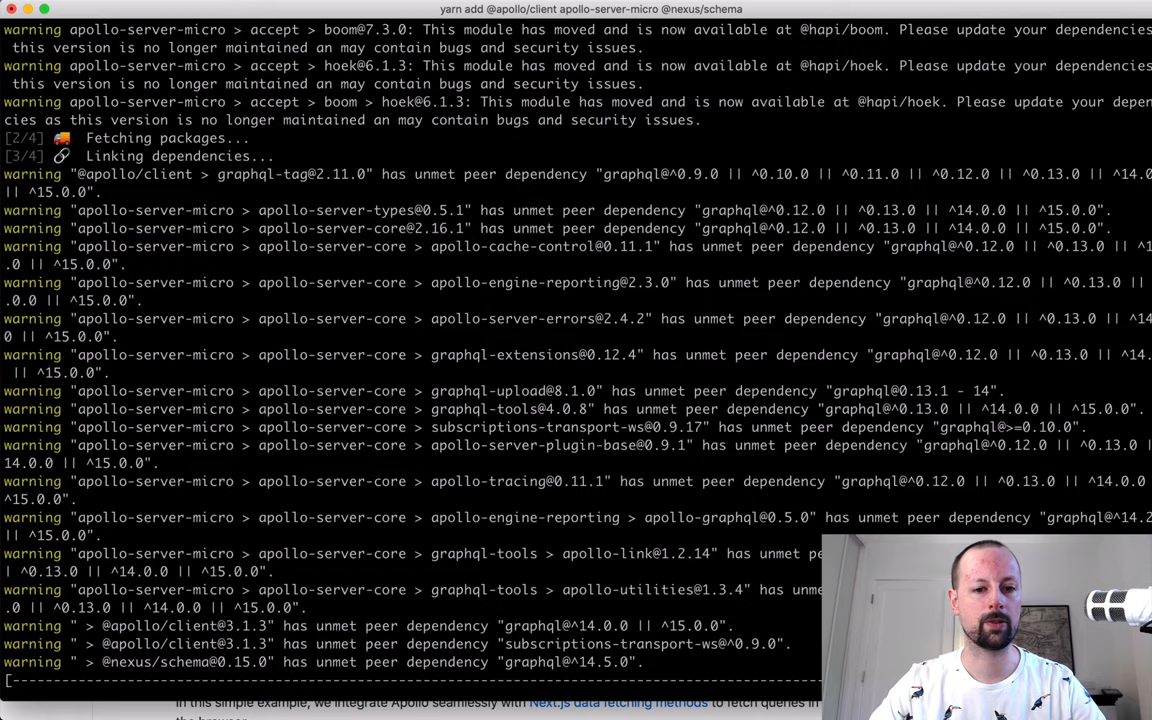 yarn add @apollo/client apollo-server-micro @nexus/schema
warning apollo-server-micro > accept > boom@7.3.0: This module has moved and is now available at @hapi/boom. Please update your dependencies
this version is no longer maintained an may contain bugs and security issues.
warning apollo-server-micro > accept > hoek@6.1.3: This module has moved and is now available at @hapi/hoek. Please update your dependencies
this version is no longer maintained an may contain bugs and security issues.
warning apollo-server-micro > accept > boom > hoek@6.1.3: This module has moved and is now available at @hapi/hoek. Please update your depen
cies as this version is no longer maintained an may contain bugs and security issues.
[2/4] 🚚 Fetching packages...
[3/4] 🔗 Linking dependencies...
warning "@apollo/client > graphql-tag@2.11.0" has unmet peer dependency "graphql@^0.9.0 || ^0.10.0 || ^0.11.0 || ^0.12.0 || ^0.13.0 || ^14.0
|| ^15.0.0".
warning "apollo-server-micro > apollo-server-types@0.5.1" has unmet peer dependency "graphql@^0.12.0 || ^0.13.0 || ^14.0.0 || ^15.0.0".
warning "apollo-server-micro > apollo-server-core@2.16.1" has unmet peer dependency "graphql@^0.12.0 || ^0.13.0 || ^14.0.0 || ^15.0.0".
warning "apollo-server-micro > apollo-server-core > apollo-cache-control@0.11.1" has unmet peer dependency "graphql@^0.12.0 || ^0.13.0 || ^1
.0 || ^15.0.0".
warning "apollo-server-micro > apollo-server-core > apollo-engine-reporting@2.3.0" has unmet peer dependency "graphql@^0.12.0 || ^0.13.0 ||
.0.0 || ^15.0.0".
warning "apollo-server-micro > apollo-server-core > apollo-server-errors@2.4.2" has unmet peer dependency "graphql@^0.12.0 || ^0.13.0 || ^14
0 || ^15.0.0".
warning "apollo-server-micro > apollo-server-core > graphql-extensions@0.12.4" has unmet peer dependency "graphql@^0.12.0 || ^0.13.0 || ^14.
|| ^15.0.0".
warning "apollo-server-micro > apollo-server-core > graphql-upload@8.1.0" has unmet peer dependency "graphql@0.13.1 - 14".
warning "apollo-server-micro > apollo-server-core > graphql-tools@4.0.8" has unmet peer dependency "graphql@^0.13.0 || ^14.0.0 || ^15.0.0".
warning "apollo-server-micro > apollo-server-core > subscriptions-transport-ws@0.9.17" has unmet peer dependency "graphql@>=0.10.0".
warning "apollo-server-micro > apollo-server-core > apollo-server-plugin-base@0.9.1" has unmet peer dependency "graphql@^0.12.0 || ^0.13.0 |
14.0.0 || ^15.0.0".
warning "apollo-server-micro > apollo-server-core > apollo-tracing@0.11.1" has unmet peer dependency "graphql@^0.12.0 || ^0.13.0 || ^14.0.0
^15.0.0".
warning "apollo-server-micro > apollo-server-core > apollo-engine-reporting > apollo-graphql@0.5.0" has unmet peer dependency "graphql@^14.2
|| ^15.0.0".
warning "apollo-server-micro > apollo-server-core > graphql-tools > apollo-link@1.2.14" has unmet pe
| ^0.13.0 || ^14.0.0 || ^15.0.0".
warning "apollo-server-micro > apollo-server-core > graphql-tools > apollo-utilities@1.3.4" has unme
.0 || ^0.13.0 || ^14.0.0 || ^15.0.0".
warning " > @apollo/client@3.1.3" has unmet peer dependency "graphql@^14.0.0 || ^15.0.0".
warning " > @apollo/client@3.1.3" has unmet peer dependency "subscriptions-transport-ws@^0.9.0".
warning " > @nexus/schema@0.15.0" has unmet peer dependency "graphql@^14.5.0".
[----------------------------------------------------------------------------------------------------
In this simple example, we integrate Apollo seamlessly with Next.js data fetching methods to fetch queries in
the browser